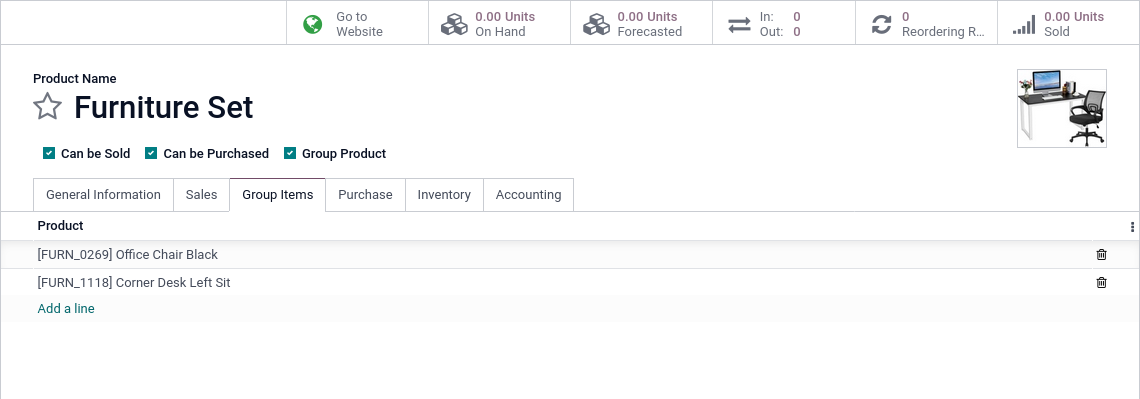 Go to
Website
0.00 Units
On Hand
0.00 Units
Forecasted
In: 0
Out: 0
0
Reordering R...
0.00 Units
Sold
Product Name
Furniture Set
Can be Sold Can be Purchased Group Product
General Information Sales Group Items Purchase Inventory Accounting
Product
[FURN_0269] Office Chair Black
[FURN_1118] Corner Desk Left Sit
Add a line